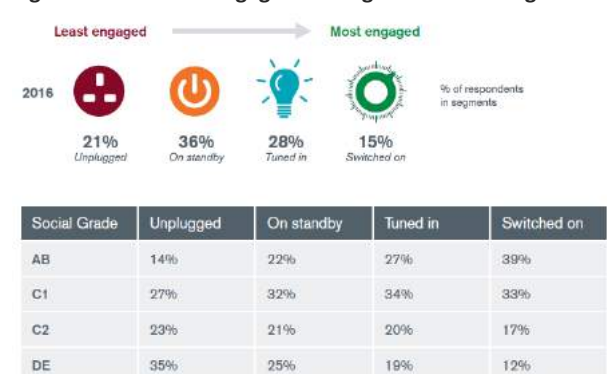 Least engaged Most engaged
2016
% of respondents
in segments
21% 36% 28% 15%
Unplugged On standby Tuned in Switched on
Social Grade Unplugged On standby Tuned in Switched on
AB 14% 22% 27% 39%
C1 27% 32% 34% 33%
C2 23% 21% 20% 17%
DE 35% 25% 19% 12%